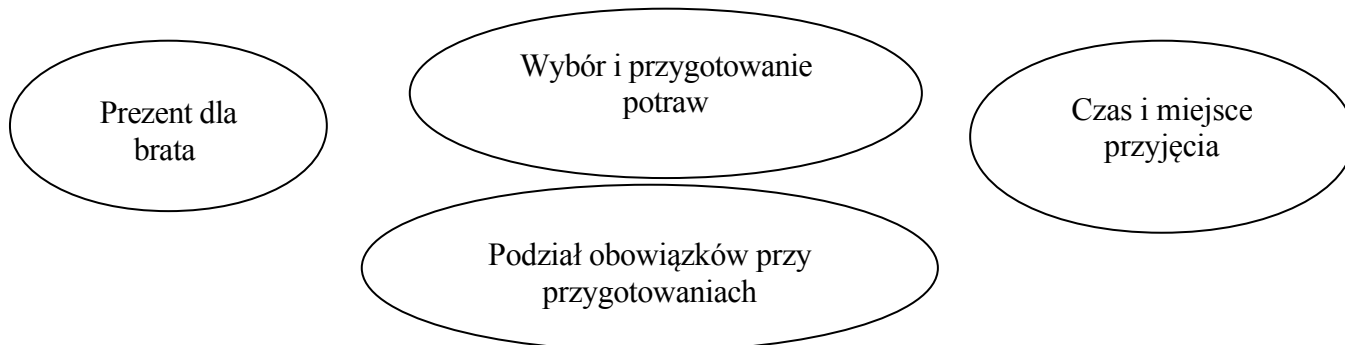 Prezent dla
brata
Wybór i przygotowanie
potraw
Czas i miejsce
przyjęcia
Podział obowiązków przy
przygotowaniach